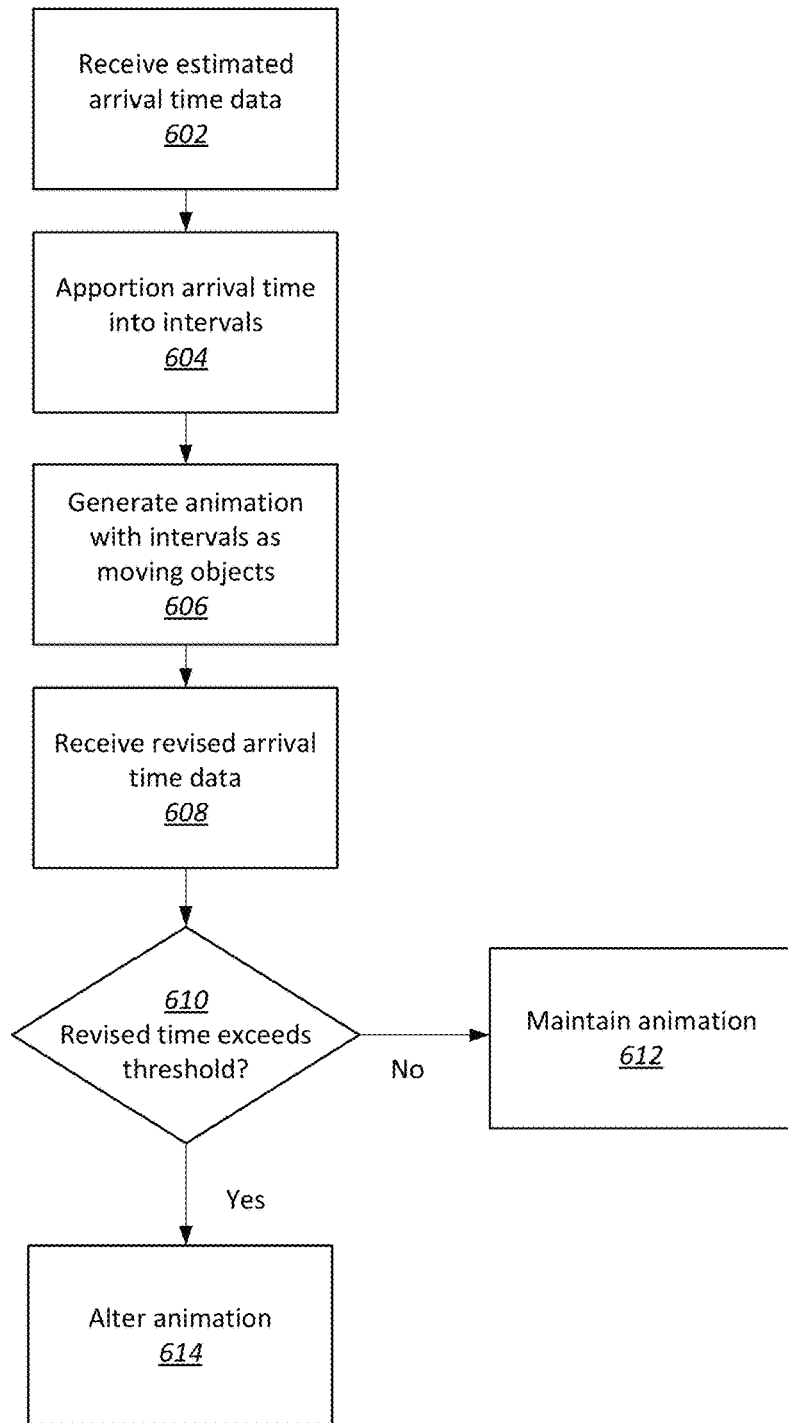 Receive estimated
arrival time data
602
Apportion arrival time
into intervals
604
Generate animation
with intervals as
moving objects
606
Receive revised arrival
time data
608
610
Revised time exceeds
threshold?
No
Maintain animation
612
Yes
Alter animation
614